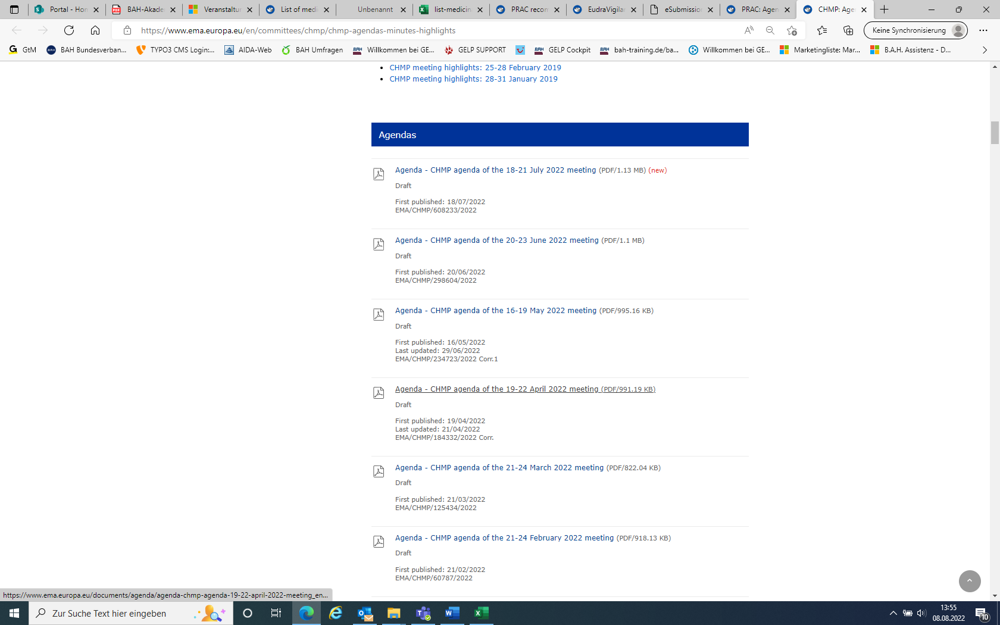 Portal - Hon
BAH-Akade
Veranstaltun
List of medi
Unbenannt
list-medicin
PRAC recon
EudraVigilan
eSubmission
PRAC: Agen
CHMP: Age
https://www.ema.europa.eu/en/committees/chmp/chmp-agendas-minutes-highlights
Keine Synchronisierung
GtM
BAH Bundesverban...
TYPO3 CMS Login:...
AIDA-Web
BAH Umfragen
Willkommen bei GE...
GELP SUPPORT
GELP Cockpit
bah-training.de/ba...
Willkommen bei GE...
Marketingliste: Mar...
B.A.H. Assistenz - D...
CHMP meeting highlights: 25-28 February 2019
CHMP meeting highlights: 28-31 January 2019
Agendas
Agenda - CHMP agenda of the 18-21 July 2022 meeting (PDF/1.13 MB) (new)
Draft
First published: 18/07/2022
EMA/CHMP/608233/2022
Agenda - CHMP agenda of the 20-23 June 2022 meeting (PDF/1.1 MB)
Draft
First published: 20/06/2022
EMA/CHMP/298604/2022
Agenda - CHMP agenda of the 16-19 May 2022 meeting (PDF/995.16 KB)
Draft
First published: 16/05/2022
Last updated: 29/06/2022
EMA/CHMP/234723/2022 Corr.1
Agenda - CHMP agenda of the 19-22 April 2022 meeting (PDF/991.19 KB)
Draft
First published: 19/04/2022
Last updated: 21/04/2022
EMA/CHMP/184332/2022 Corr.
Agenda - CHMP agenda of the 21-24 March 2022 meeting (PDF/822.04 KB)
Draft
First published: 21/03/2022
EMA/CHMP/125434/2022
Agenda - CHMP agenda of the 21-24 February 2022 meeting (PDF/918.13 KB)
Draft
First published: 21/02/2022
EMA/CHMP/60787/2022
https://www.ema.europa.eu/documents/agenda/agenda-chmp-agenda-19-22-april-2022-meeting_en...
Zur Suche Text hier eingeben
13:55
08.08.2022
10